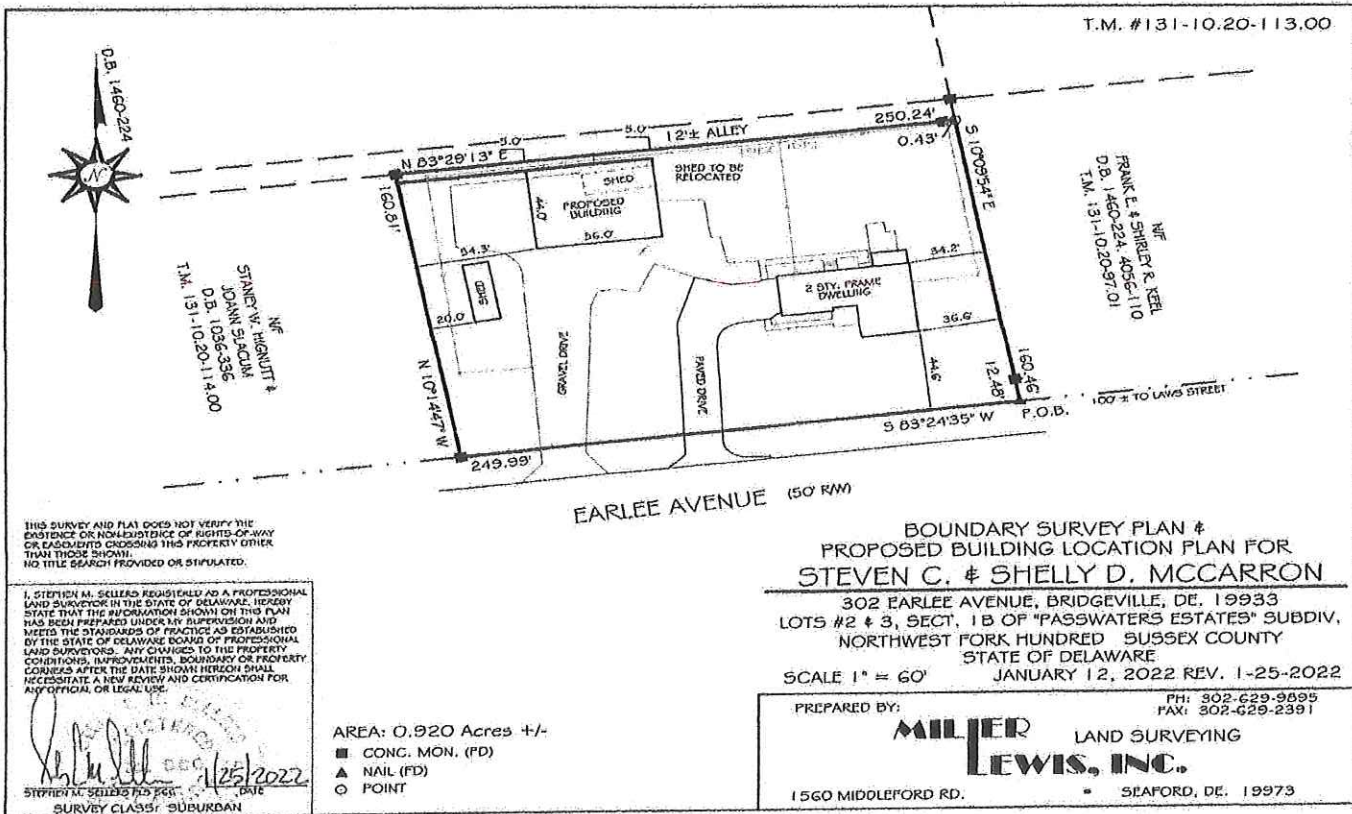 T.M. #131-10.20-113.00
D.B. 1460-224
N
N 83°29'13" E
5.0'
5.0'
12'± ALLEY
250.24'
0.43'
S 10°09'54" E
160.81'
44.0'
SHED
PROPOSED
BUILDING
56.0'
SHED TO BE
RELOCATED
54.3'
SHED
20.0'
2 STY. FRAME
DWELLING
54.2'
36.6'
44.6'
12.48'
160.46'
P.O.B.
100' ± TO LAWS STREET
GRAVEL DRIVE
PAVED DRIVE
N 10°14'47" W
249.99'
S 83°24'35" W
N/F
STANEY W. HIGNUTT &
JOANN SLACUM
D.B. 1036-336
T.M. 131-10.20-114.00
N/F
FRANK E. & SHIRLEY R. KEEL
D.B. 1460-224, 4056-110
T.M. 131-10.20-97.01
EARLEE AVENUE (50' R/W)
THIS SURVEY AND PLAT DOES NOT VERIFY THE
EXISTENCE OR NON-EXISTENCE OF RIGHTS-OF-WAY
OR EASEMENTS CROSSING THIS PROPERTY OTHER
THAN THOSE SHOWN.
NO TITLE SEARCH PROVIDED OR STIPULATED.
I, STEPHEN M. SELLERS REGISTERED AS A PROFESSIONAL
LAND SURVEYOR IN THE STATE OF DELAWARE, HEREBY
STATE THAT THE INFORMATION SHOWN ON THIS PLAN
HAS BEEN PREPARED UNDER MY SUPERVISION AND
MEETS THE STANDARDS OF PRACTICE AS ESTABLISHED
BY THE STATE OF DELAWARE BOARD OF PROFESSIONAL
LAND SURVEYORS. ANY CHANGES TO THE PROPERTY
CONDITIONS, IMPROVEMENTS, BOUNDARY OR PROPERTY
CORNERS AFTER THE DATE SHOWN HEREON SHALL
NECESSITATE A NEW REVIEW AND CERTIFICATION FOR
ANY OFFICIAL OR LEGAL USE.
1/25/2022
STEPHEN M. SELLERS PLS DATE
SURVEY CLASS: SUBURBAN
AREA: 0.920 Acres +/-
CONC. MON. (FD)
NAIL (FD)
POINT
BOUNDARY SURVEY PLAN &
PROPOSED BUILDING LOCATION PLAN FOR
STEVEN C. & SHELLY D. MCCARRON
302 EARLEE AVENUE, BRIDGEVILLE, DE. 19933
LOTS #2 & 3, SECT. 1B OF "PASSWATERS ESTATES" SUBDIV,
NORTHWEST FORK HUNDRED SUSSEX COUNTY
STATE OF DELAWARE
SCALE 1" = 60' JANUARY 12, 2022 REV. 1-25-2022
PREPARED BY:
PH: 302-629-9895
FAX: 302-629-2391
MILLER
LEWIS, INC.
LAND SURVEYING
1560 MIDDLEFORD RD. • SEAFORD, DE. 19973